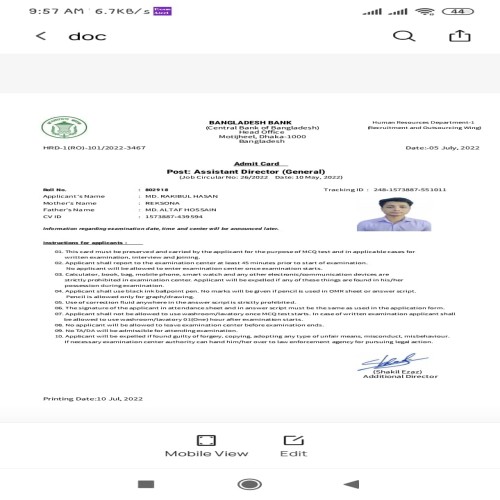 9:57 AM 6.7KB/s
44
doc
BANGLADESH BANK
(Central Bank of Bangladesh)
Head Office
Motijheel, Dhaka-1000
Bangladesh
Human Resources Department-1
(Recruitment and Outsourcing Wing)
HRD-1(RO)-101/2022-3467
Date:-05 July, 2022
Admit Card
Post: Assistant Director (General)
(Job Circular No. 26/2022 Date: 10 May, 2022)
Roll No. : 802918
Tracking ID : 248-1573887-551011
Applicant's Name : MD. RAKIBUL HASAN
Mother's Name : REKSONA
Father's Name : MD. ALTAF HOSSAIN
CV ID : 1573887-439594
Information regarding examination date, time and center will be announced later.
Instructions for applicants :
01. This card must be preserved and carried by the applicant for the purpose of MCQ test and in applicable cases for
written examination, interview and joining.
02. Applicant shall report to the examination center at least 45 minutes prior to start of examination.
No applicant will be allowed to enter examination center once examination starts.
03. Calculator, book, bag, mobile phone, smart watch and any other electronic/communication devices are
strictly prohibited in examination center. Applicant will be expelled if any of these things are found in his/her
possession during examination.
04. Applicant shall use black ink ballpoint pen. No marks will be given if pencil is used in OMR sheet or answer script.
Pencil is allowed only for graph/drawing.
05. Use of correction fluid anywhere in the answer script is strictly prohibited.
06. The signature of the applicant in attendance sheet and in answer script must be the same as used in the application form.
07. Applicant shall not be allowed to use washroom/lavatory once MCQ test starts. In case of written examination applicant shall
be allowed to use washroom/lavatory 01(One) hour after examination starts.
08. No applicant will be allowed to leave examination center before examination ends.
09. No TA/DA will be admissible for attending examination.
10. Applicant will be expelled if found guilty of forgery, copying, adopting any type of unfair means, misconduct, misbehaviour.
If necessary examination center authority can hand him/her over to law enforcement agency for pursuing legal action.
(Shakil Ezaz)
Additional Director
Printing Date:10 Jul, 2022
Mobile View
Edit